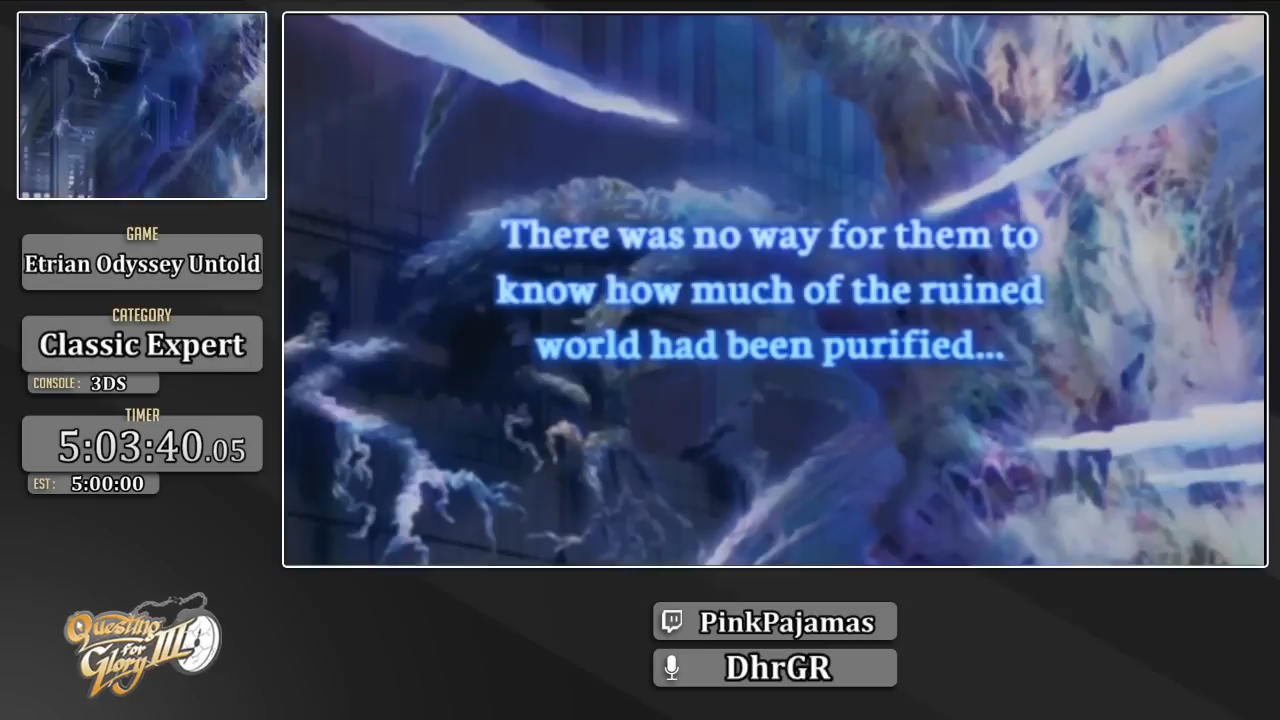 GAME
Etrian Odyssey Untold
CATEGORY
Classic Expert
CONSOLE: 3DS
TIMER
5:03:40.05
EST: 5:00:00
There was no way for them to
know how much of the ruined
world had been purified...
Questing
for
Glory III
PinkPajamas
DhrGR